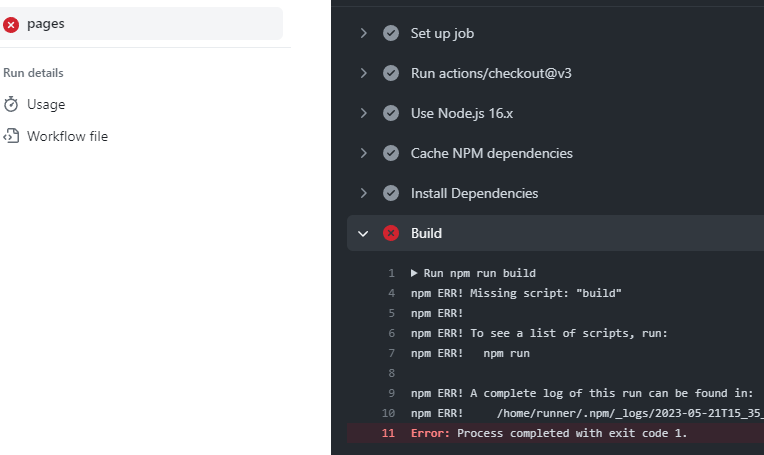 pages
Run details
Usage
Workflow file
Set up job
Run actions/checkout@v3
Use Node.js 16.x
Cache NPM dependencies
Install Dependencies
Build
1 Run npm run build
4 npm ERR! Missing script: "build"
5 npm ERR!
6 npm ERR! To see a list of scripts, run:
7 npm ERR!   npm run
8
9 npm ERR! A complete log of this run can be found in:
10 npm ERR!     /home/runner/.npm/_logs/2023-05-21T15_35_
11 Error: Process completed with exit code 1.